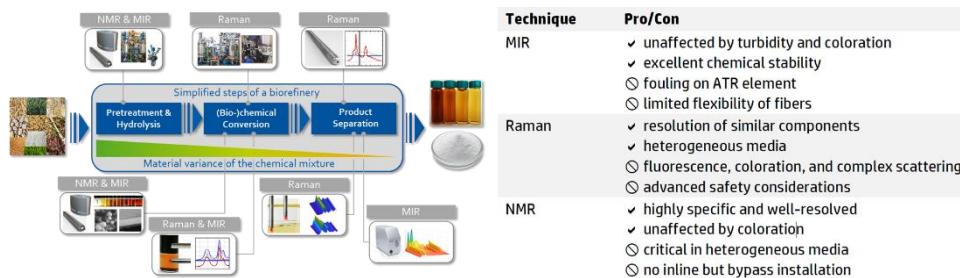 NMR & MIR
Raman
Raman
Simplified steps of a biorefinery
Pretreatment &
Hydrolysis
(Bio-)chemical
Conversion
Product
Separation
Material variance of the chemical mixture
NMR & MIR
Raman & MIR
Raman
MIR
Technique Pro/Con
MIR ✓ unaffected by turbidity and coloration
✓ excellent chemical stability
🛇 fouling on ATR element
🛇 limited flexibility of fibers
Raman ✓ resolution of similar components
✓ heterogeneous media
🛇 fluorescence, coloration, and complex scattering
🛇 advanced safety considerations
NMR ✓ highly specific and well-resolved
✓ unaffected by coloration
🛇 critical in heterogeneous media
🛇 no inline but bypass installation